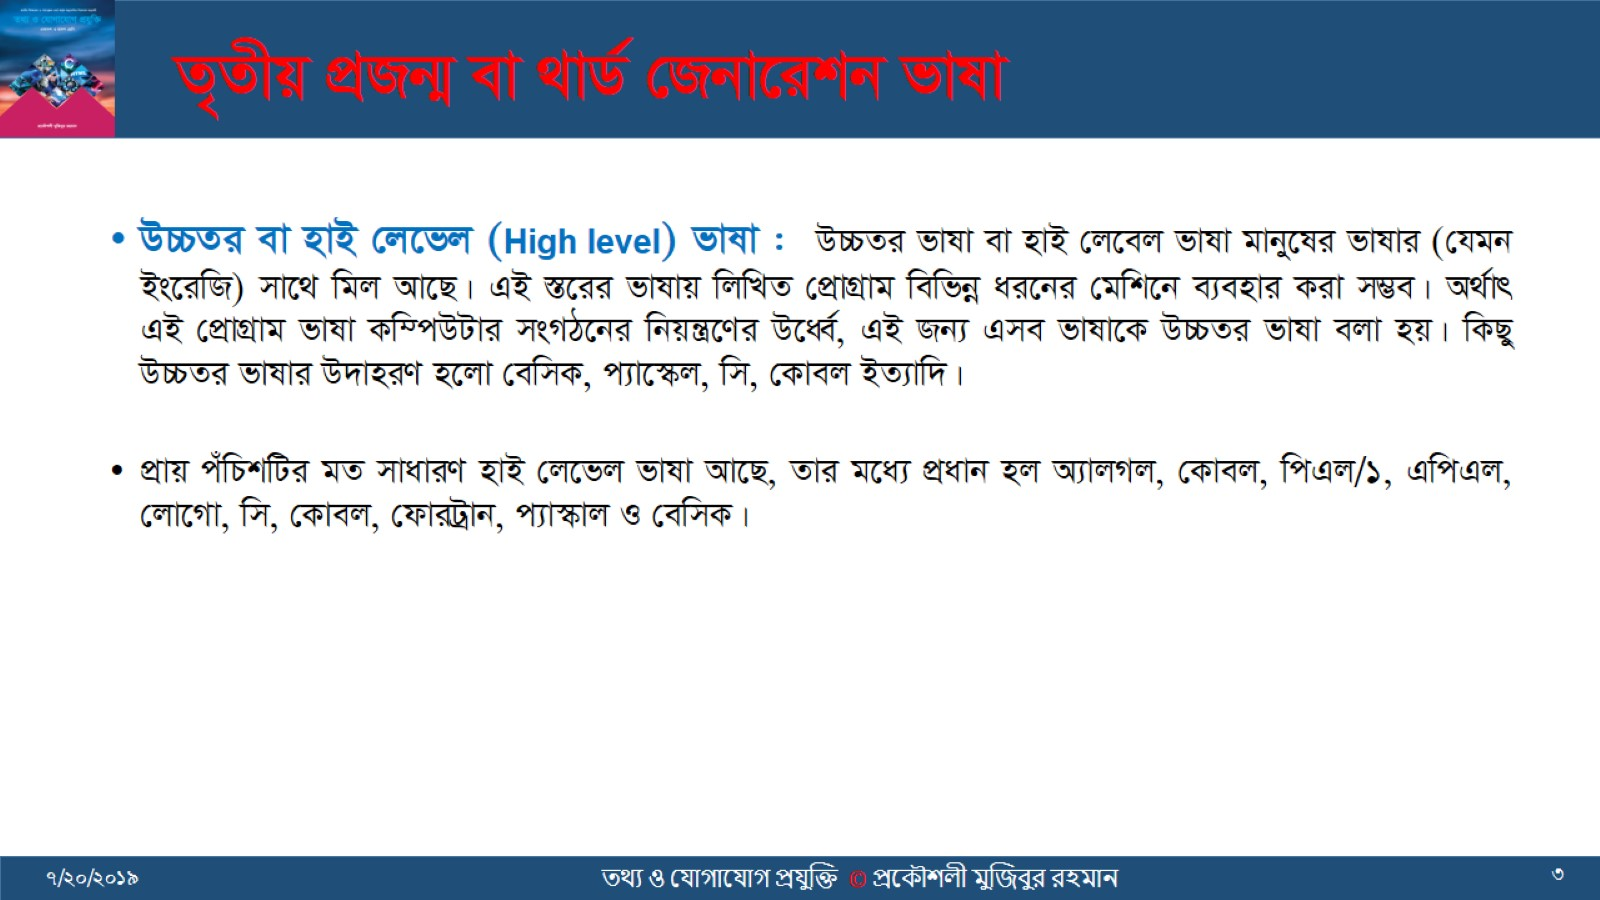 তথ্য ও যোগাযোগ প্রযুক্তি
তৃতীয় প্রজন্ম বা থার্ড জেনারেশন ভাষা
• উচ্চতর বা হাই লেভেল (High level) ভাষা : উচ্চতর ভাষা বা হাই লেবেল ভাষা মানুষের ভাষার (যেমন
ইংরেজি) সাথে মিল আছে। এই স্তরের ভাষায় লিখিত প্রোগ্রাম বিভিন্ন ধরনের মেশিনে ব্যবহার করা সম্ভব। অর্থাৎ
এই প্রোগ্রাম ভাষা কম্পিউটার সংগঠনের নিয়ন্ত্রণের উর্ধ্বে, এই জন্য এসব ভাষাকে উচ্চতর ভাষা বলা হয়। কিছু
উচ্চতর ভাষার উদাহরণ হলো বেসিক, প্যাস্কেল, সি, কোবল ইত্যাদি।
• প্রায় পঁচিশটির মত সাধারণ হাই লেভেল ভাষা আছে, তার মধ্যে প্রধান হল অ্যালগল, কোবল, পিএল/১, এপিএল,
লোগো, সি, কোবল, ফোরট্রান, প্যাস্কাল ও বেসিক।
৭/২০/২০১৯
তথ্য ও যোগাযোগ প্রযুক্তি © প্রকৌশলী মুজিবুর রহমান
৩